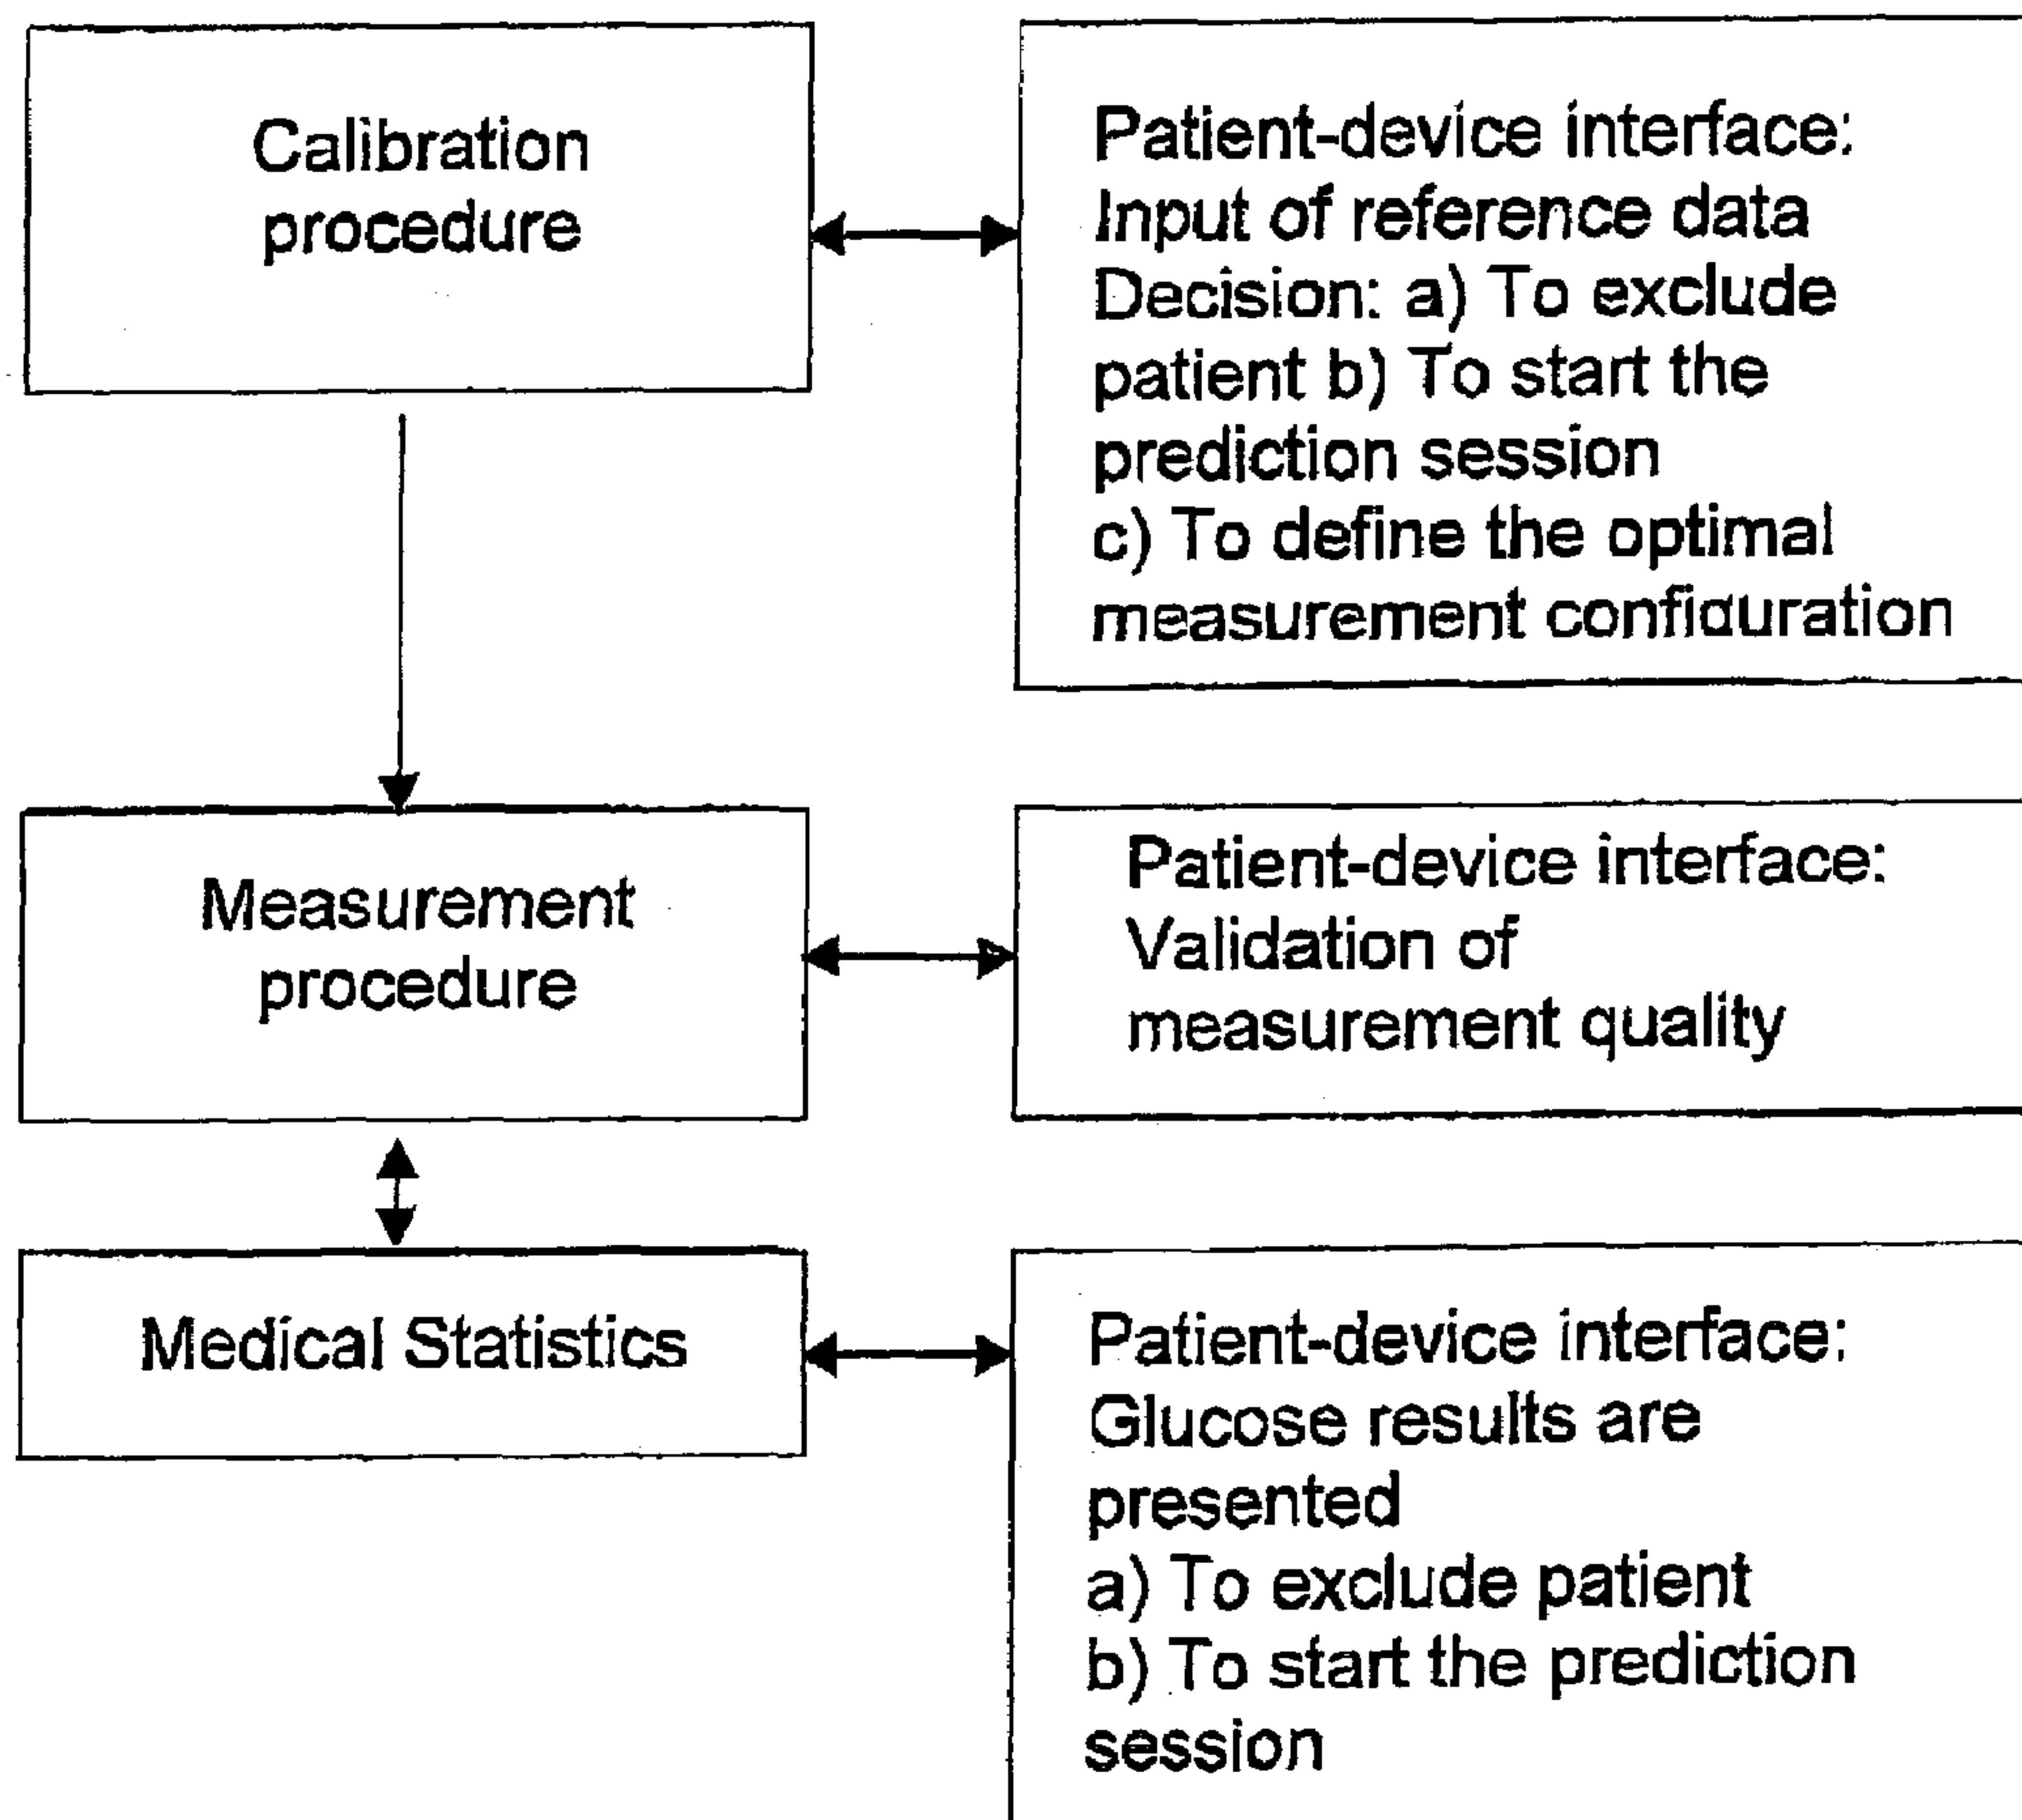 Calibration
procedure
Patient-device interface:
Input of reference data
Decision: a) To exclude
patient b) To start the
prediction session
c) To define the optimal
measurement configuration
Measurement
procedure
Patient-device interface:
Validation of
measurement quality
Medical Statistics
Patient-device interface:
Glucose results are
presented
a) To exclude patient
b) To start the prediction
session